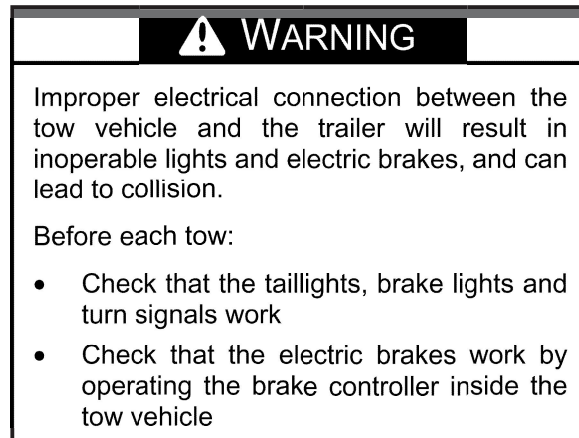 WARNING
Improper electrical connection between the
tow vehicle and the trailer will result in
inoperable lights and electric brakes, and can
lead to collision.
Before each tow:
• Check that the taillights, brake lights and
turn signals work
• Check that the electric brakes work by
operating the brake controller inside the
tow vehicle